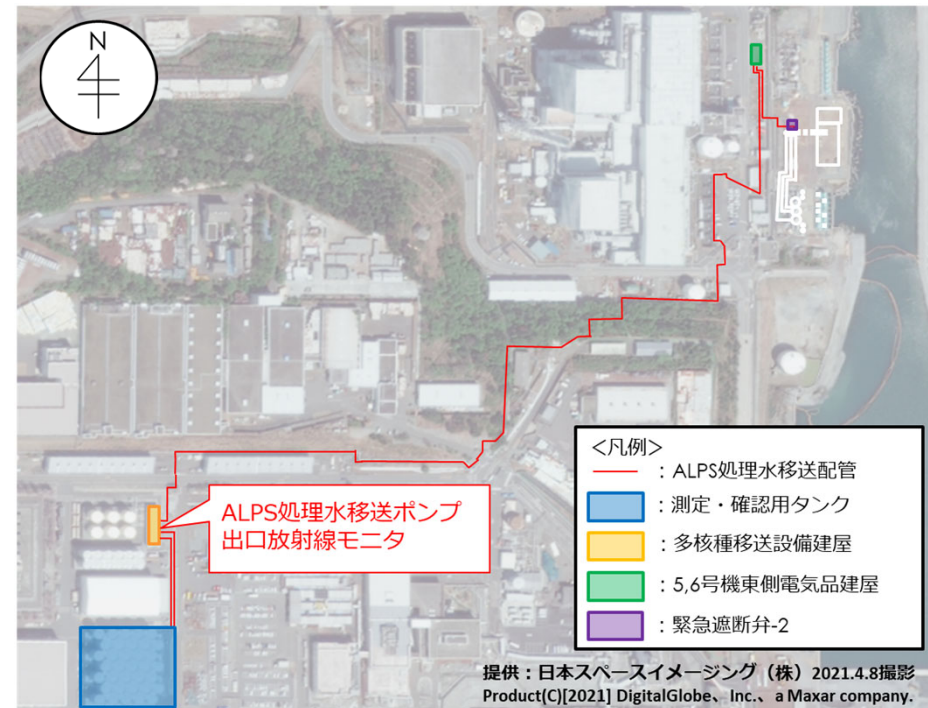 N
ALPS処理水移送ポンプ
出口放射線モニタ
<凡例>
：ALPS処理水移送配管
：測定・確認用タンク
：多核種移送設備建屋
：5,6号機東側電気品建屋
：緊急遮断弁-2
提供：日本スペースイメージング（株）2021.4.8撮影
Product(C)[2021] DigitalGlobe、Inc.、a Maxar company.